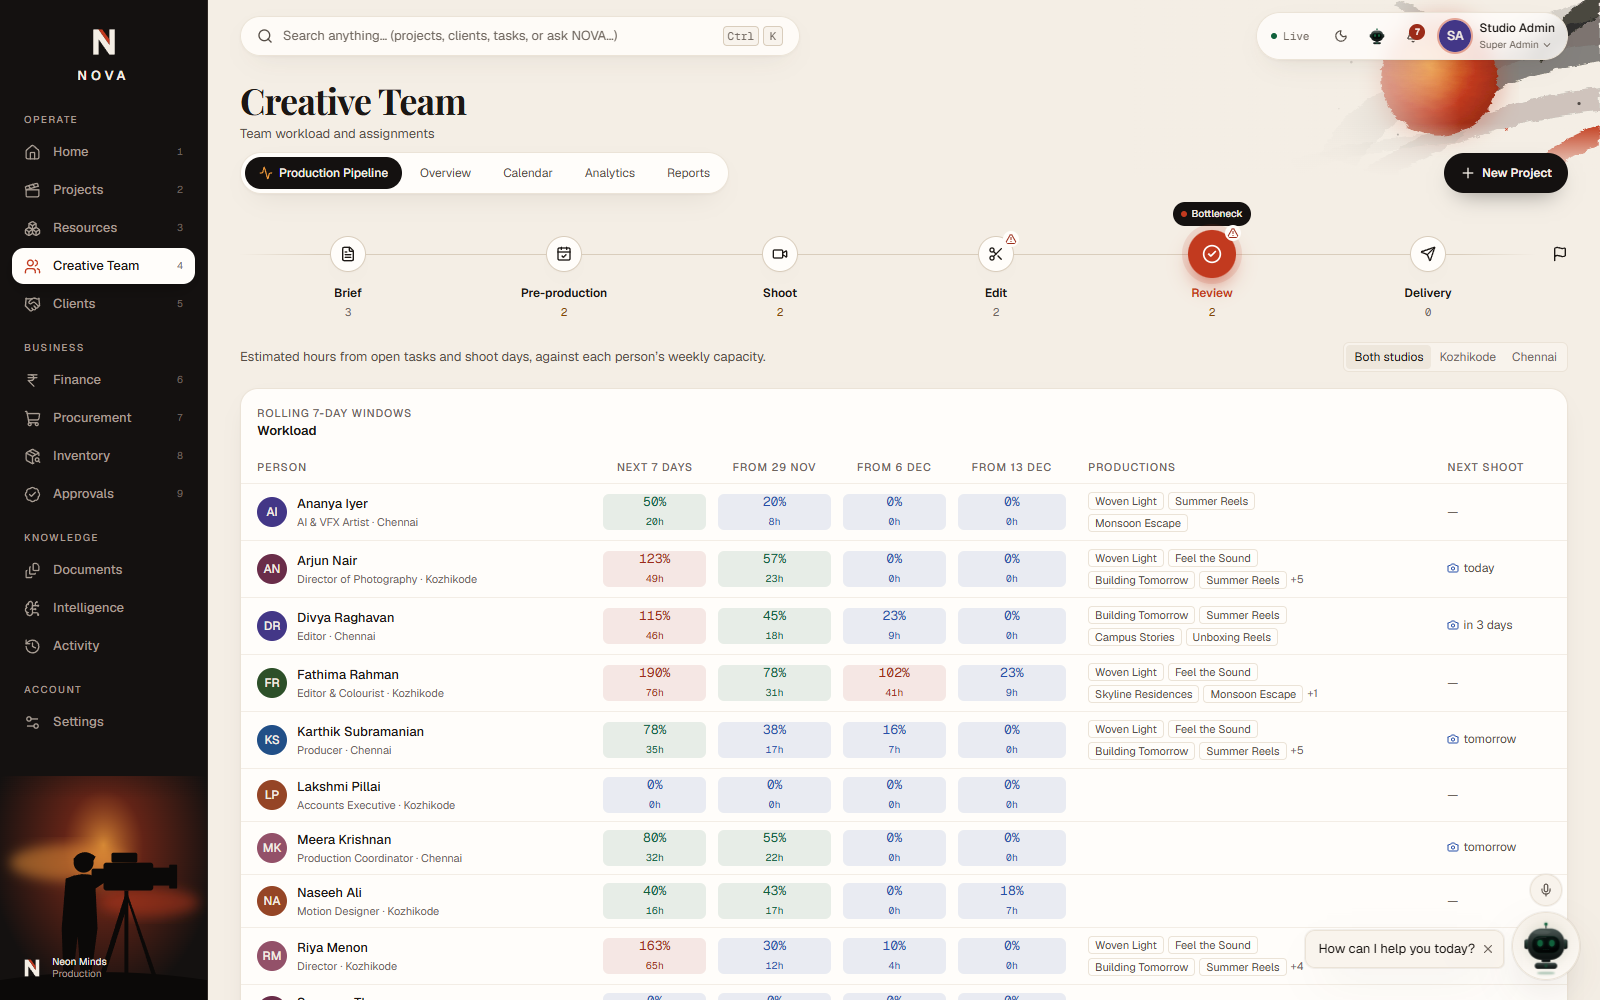 NOVA
OPERATE
Home 1
Projects 2
Resources 3
Creative Team 4
Clients 5
BUSINESS
Finance 6
Procurement 7
Inventory 8
Approvals 9
KNOWLEDGE
Documents
Intelligence
Activity
ACCOUNT
Settings
Neon Minds
Production
Search anything... (projects, clients, tasks, or ask NOVA...) Ctrl K
Live
7
SA
Studio Admin
Super Admin
Creative Team
Team workload and assignments
Production Pipeline Overview Calendar Analytics Reports
New Project
Bottleneck
Brief Pre-production Shoot Edit Review Delivery
3 2 2 2 2 0
Estimated hours from open tasks and shoot days, against each person's weekly capacity.
Both studios Kozhikode Chennai
ROLLING 7-DAY WINDOWS
Workload
PERSON NEXT 7 DAYS FROM 29 NOV FROM 6 DEC FROM 13 DEC PRODUCTIONS NEXT SHOOT
AI Ananya Iyer 50% 20% 0% 0% Woven Light Summer Reels
AI & VFX Artist · Chennai 20h 8h 0h 0h Monsoon Escape —
AN Arjun Nair 123% 57% 0% 0% Woven Light Feel the Sound
Director of Photography · Kozhikode 49h 23h 0h 0h Building Tomorrow Summer Reels +5 today
DR Divya Raghavan 115% 45% 23% 0% Building Tomorrow Summer Reels
Editor · Chennai 46h 18h 9h 0h Campus Stories Unboxing Reels in 3 days
FR Fathima Rahman 190% 78% 102% 23% Woven Light Feel the Sound
Editor & Colourist · Kozhikode 76h 31h 41h 9h Skyline Residences Monsoon Escape +1 —
KS Karthik Subramanian 78% 38% 16% 0% Woven Light Feel the Sound
Producer · Chennai 35h 17h 7h 0h Building Tomorrow Summer Reels +5 tomorrow
LP Lakshmi Pillai 0% 0% 0% 0%
Accounts Executive · Kozhikode 0h 0h 0h 0h —
MK Meera Krishnan 80% 55% 0% 0%
Production Coordinator · Chennai 32h 22h 0h 0h tomorrow
NA Naseeh Ali 40% 43% 0% 18%
Motion Designer · Kozhikode 16h 17h 0h 7h —
RM Riya Menon 163% 30% 10% 0% Woven Light Feel the Sound
Director · Kozhikode 65h 12h 4h 0h Building Tomorrow Summer Reels +4
How can I help you today?
0% 0% 0% 0%